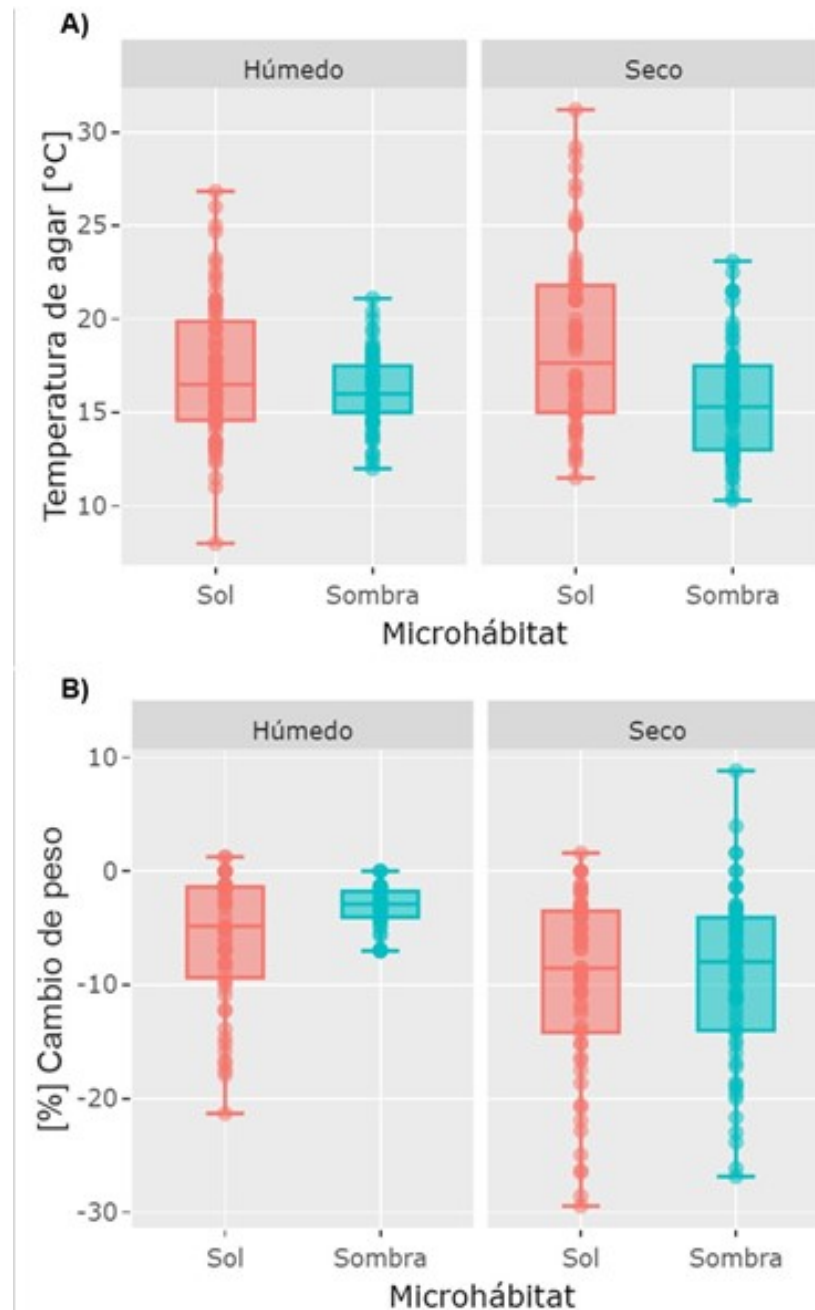 A)
Húmedo Seco
Temperatura de agar [°C]
30
25
20
15
10
Sol Sombra Sol Sombra
Microhábitat
B)
Húmedo Seco
[%] Cambio de peso
10
0
-10
-20
-30
Sol Sombra Sol Sombra
Microhábitat